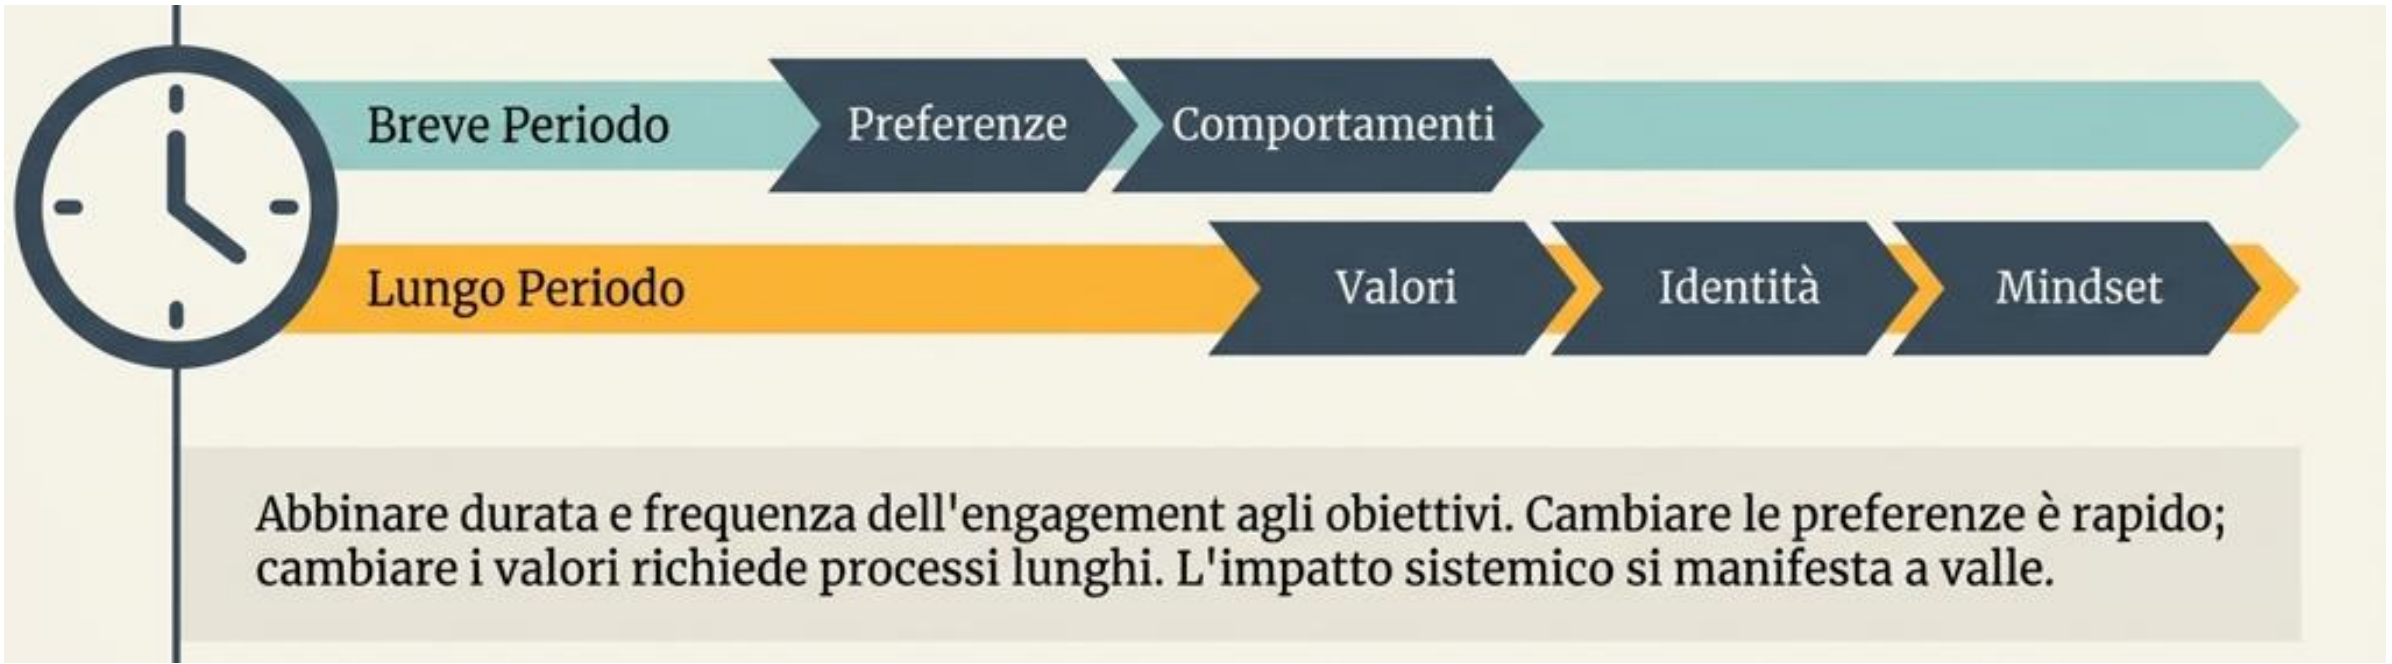 Breve Periodo Preferenze Comportamenti
Lungo Periodo Valori Identità Mindset
Abbinare durata e frequenza dell'engagement agli obiettivi. Cambiare le preferenze è rapido;
cambiare i valori richiede processi lunghi. L'impatto sistemico si manifesta a valle.